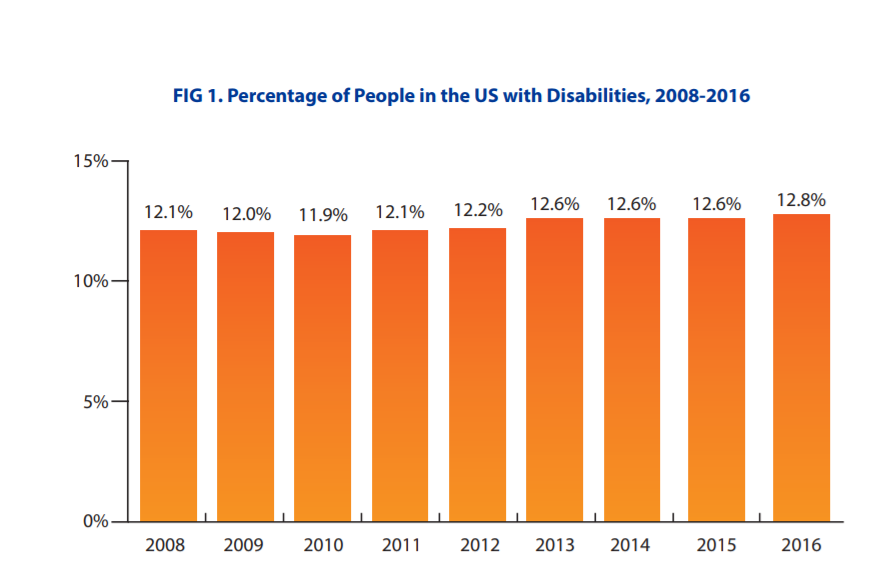 FIG 1. Percentage of People in the US with Disabilities, 2008-2016
15%
12.1% 12.0% 11.9% 12.1% 12.2% 12.6% 12.6% 12.6% 12.8%
10%
5%
0%
2008 2009 2010 2011 2012 2013 2014 2015 2016